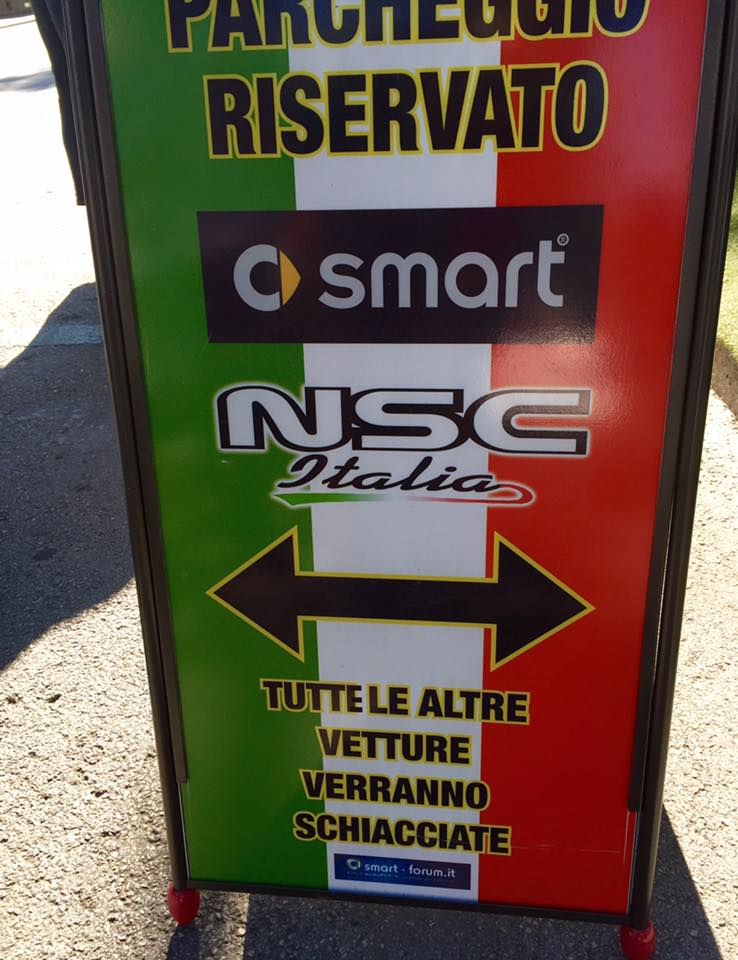 PARCHEGGIO
RISERVATO
smart®
NSC
Italia
TUTTE LE ALTRE
VETTURE
VERRANNO
SCHIACCIATE
smart - forum.it